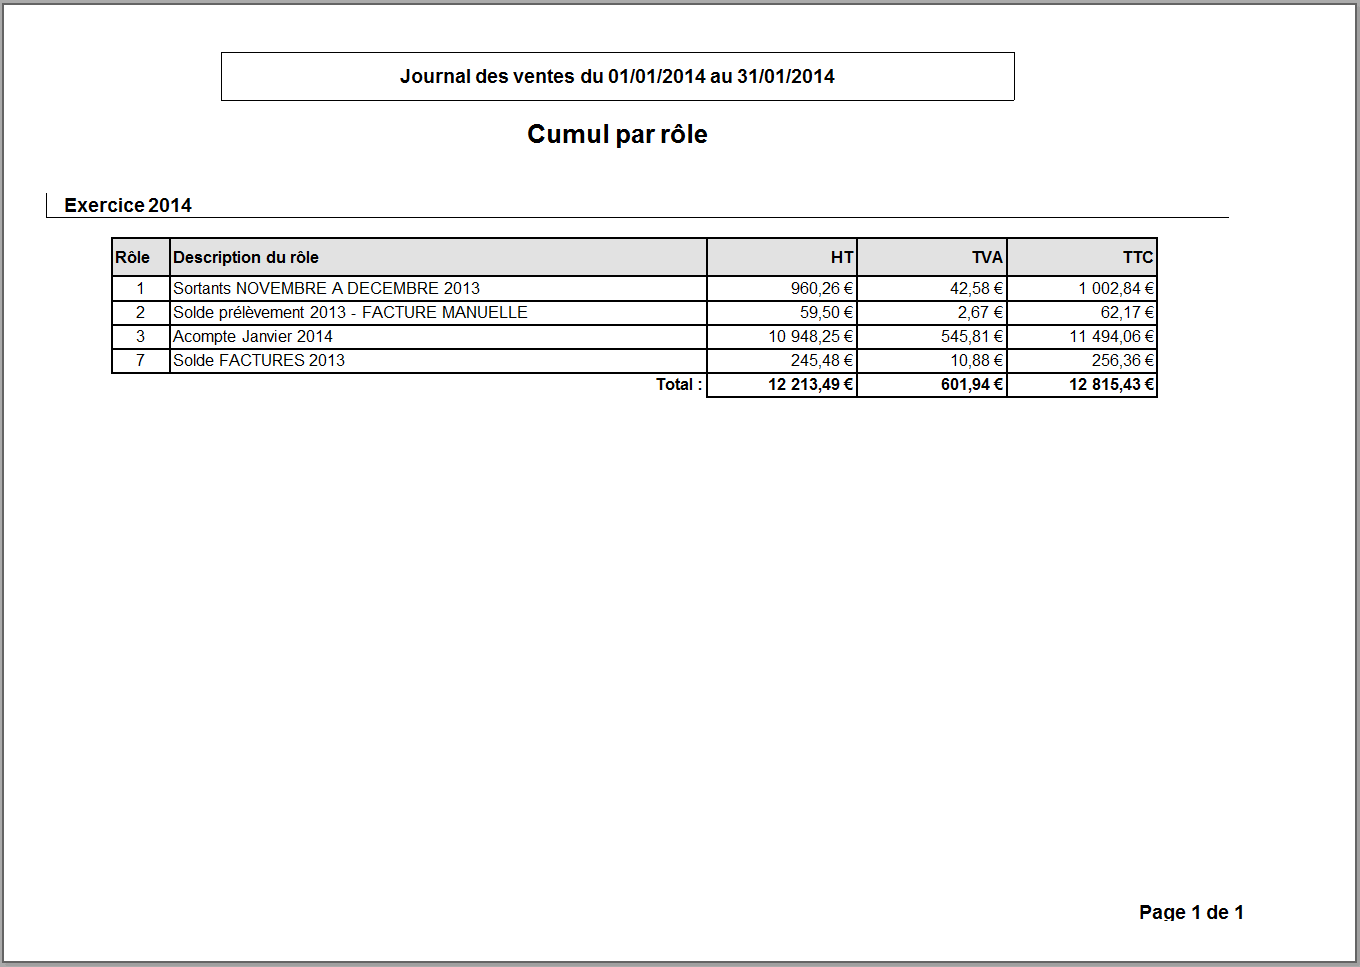 Journal des ventes du 01/01/2014 au 31/01/2014
Cumul par rôle
Exercice 2014
Rôle Description du rôle HT TVA TTC
1 Sortants NOVEMBRE A DECEMBRE 2013 960,26 € 42,58 € 1 002,84 €
2 Solde prélèvement 2013 - FACTURE MANUELLE 59,50 € 2,67 € 62,17 €
3 Acompte Janvier 2014 10 948,25 € 545,81 € 11 494,06 €
7 Solde FACTURES 2013 245,48 € 10,88 € 256,36 €
Total : 12 213,49 € 601,94 € 12 815,43 €
Page 1 de 1